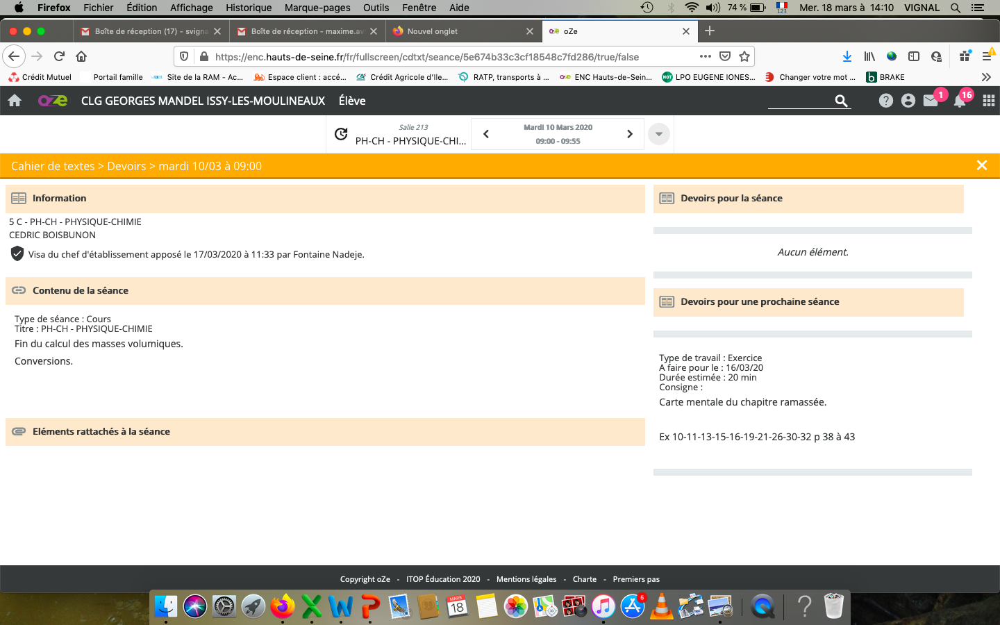 Firefox Fichier Édition Affichage Historique Marque-pages Outils Fenêtre Aide 74 % 123 Mer. 18 mars à 14:10 VIGNAL
Boîte de réception (17) - svigna Boîte de réception - maxime.av Nouvel onglet oZe
https://enc.hauts-de-seine.fr/fr/fullscreen/cdtxt/seance/5e674b33c3cf18548c7fd286/true/false
Crédit Mutuel Portail famille Site de la RAM - Ac... Espace client : accé... Crédit Agricole d'Ile... RATP, transports à ... ENC Hauts-de-Sein... LPO EUGENE IONES... Changer votre mot ... BRAKE
oze CLG GEORGES MANDEL ISSY-LES-MOULINEAUX Élève 1 16
Salle 213
PH-CH - PHYSIQUE-CHI...
Mardi 10 Mars 2020
09:00 - 09:55
Cahier de textes > Devoirs > mardi 10/03 à 09:00
Information
5 C - PH-CH - PHYSIQUE-CHIMIE
CEDRIC BOISBUNON
Visa du chef d'établissement apposé le 17/03/2020 à 11:33 par Fontaine Nadeje.
Contenu de la séance
Type de séance : Cours
Titre : PH-CH - PHYSIQUE-CHIMIE
Fin du calcul des masses volumiques.
Conversions.
Eléments rattachés à la séance
Devoirs pour la séance
Aucun élément.
Devoirs pour une prochaine séance
Type de travail : Exercice
A faire pour le : 16/03/20
Durée estimée : 20 min
Consigne :
Carte mentale du chapitre ramassée.
Ex 10-11-13-15-16-19-21-26-30-32 p 38 à 43
Copyright oZe - ITOP Éducation 2020 - Mentions légales - Charte - Premiers pas
MARS
18
6